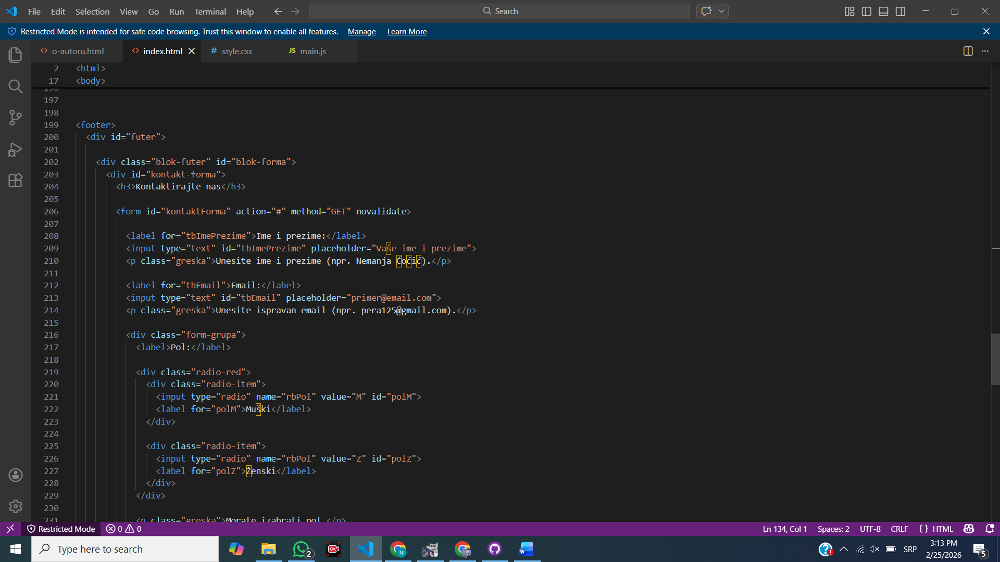 File Edit Selection View Go Run Terminal Help
Search
Restricted Mode is intended for safe code browsing. Trust this window to enable all features. Manage Learn More
<> o-autoru.html <> index.html # style.css JS main.js
2 <html>
17 <body>
196
197
198
199 <footer>
200 <div id="futer">
201
202 <div class="blok-futer" id="blok-forma">
203 <div id="kontakt-forma">
204 <h3>Kontaktirajte nas</h3>
205
206 <form id="kontaktForma" action="#" method="GET" novalidate>
207
208 <label for="tbImePrezime">Ime i prezime:</label>
209 <input type="text" id="tbImePrezime" placeholder="Vaše ime i prezime">
210 <p class="greska">Unesite ime i prezime (npr. Nemanja Ćoćić).</p>
211
212 <label for="tbEmail">Email:</label>
213 <input type="text" id="tbEmail" placeholder="primer@email.com">
214 <p class="greska">Unesite ispravan email (npr. pera125@gmail.com).</p>
215
216 <div class="form-grupa">
217 <label>Pol:</label>
218
219 <div class="radio-red">
220 <div class="radio-item">
221 <input type="radio" name="rbPol" value="M" id="polM">
222 <label for="polM">Muški</label>
223 </div>
224
225 <div class="radio-item">
226 <input type="radio" name="rbPol" value="Z" id="polZ">
227 <label for="polZ">Ženski</label>
228 </div>
229 </div>
230
231 <p class="greska">Morate izabrati pol.</p>
Restricted Mode 0 0 Ln 134, Col 1 Spaces: 2 UTF-8 CRLF {} HTML
Type here to search
2
N
SRP
3:13 PM
2/25/2026
5